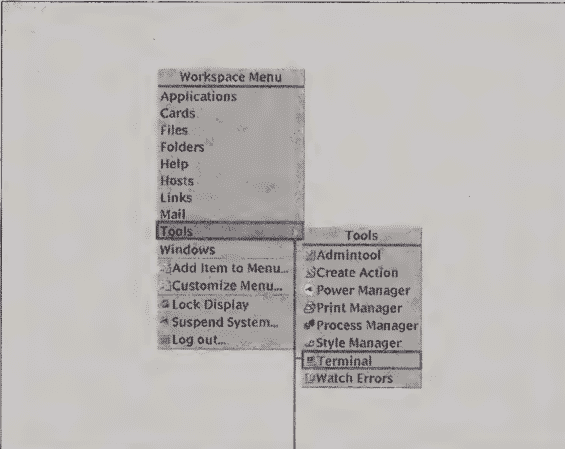 Workspace Menu
Applications
Cards
Files
Folders
Help
Hosts
Links
Mail
Tools
Windows
Add Item to Menu...
Customize Menu...
Lock Display
Suspend System...
Log out...
Tools
Admintool
Create Action
Power Manager
Print Manager
Process Manager
Style Manager
Terminal
Watch Errors